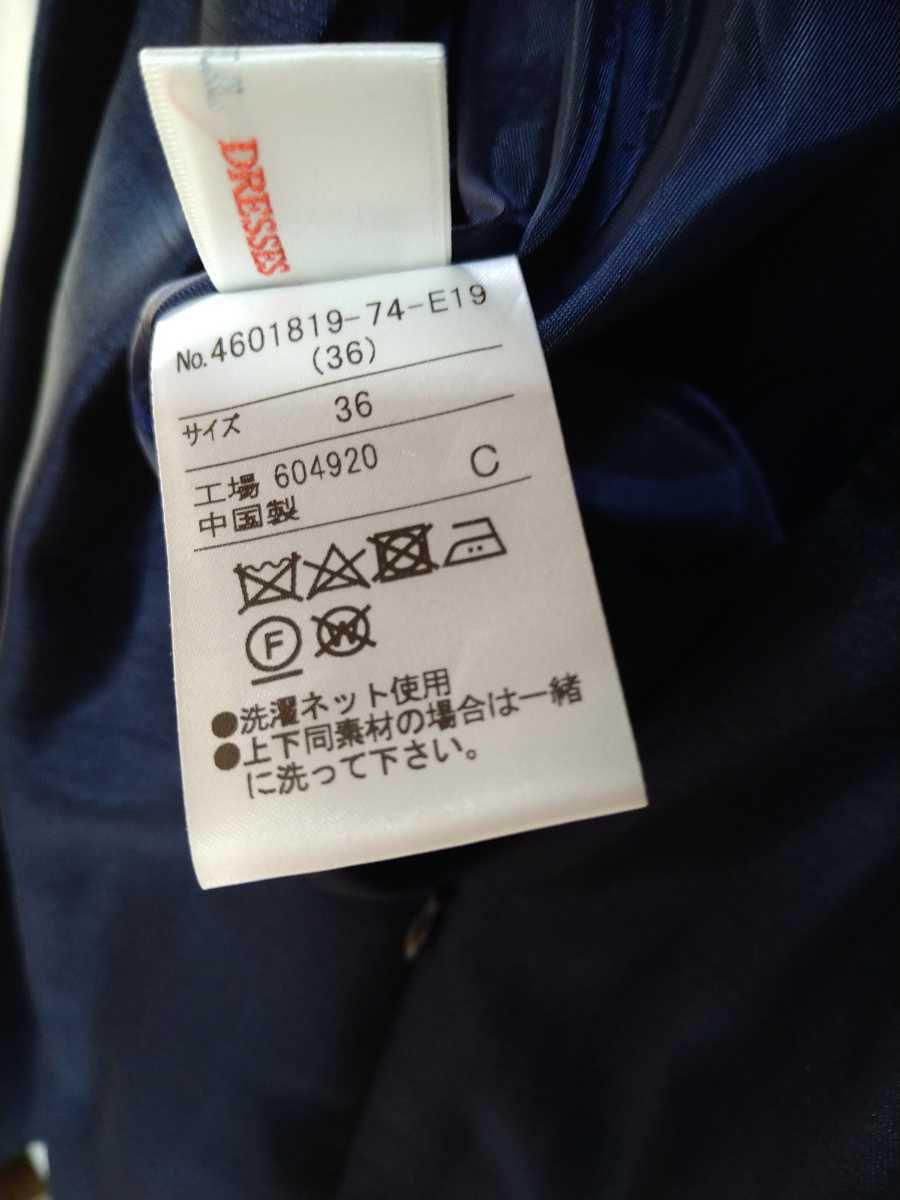 DRESSES
No.4601819-74-E19
(36)
サイズ 36
工場 604920 C
中国製
F W
●洗濯ネット使用
●上下同素材の場合は一緒
に洗って下さい。